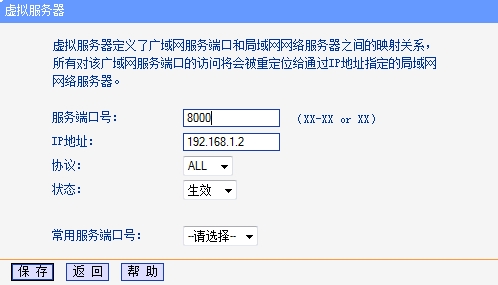 虚拟服务器
虚拟服务器定义了广域网服务端口和局域网网络服务器之间的映射关系，
所有对该广域网服务端口的访问将会被重定位给通过IP地址指定的局域网
网络服务器。
服务端口号： 8000 （XX-XX or XX）
IP地址： 192.168.1.2
协议： ALL
状态： 生效
常用服务端口号： --请选择--
保 存 返 回 帮 助